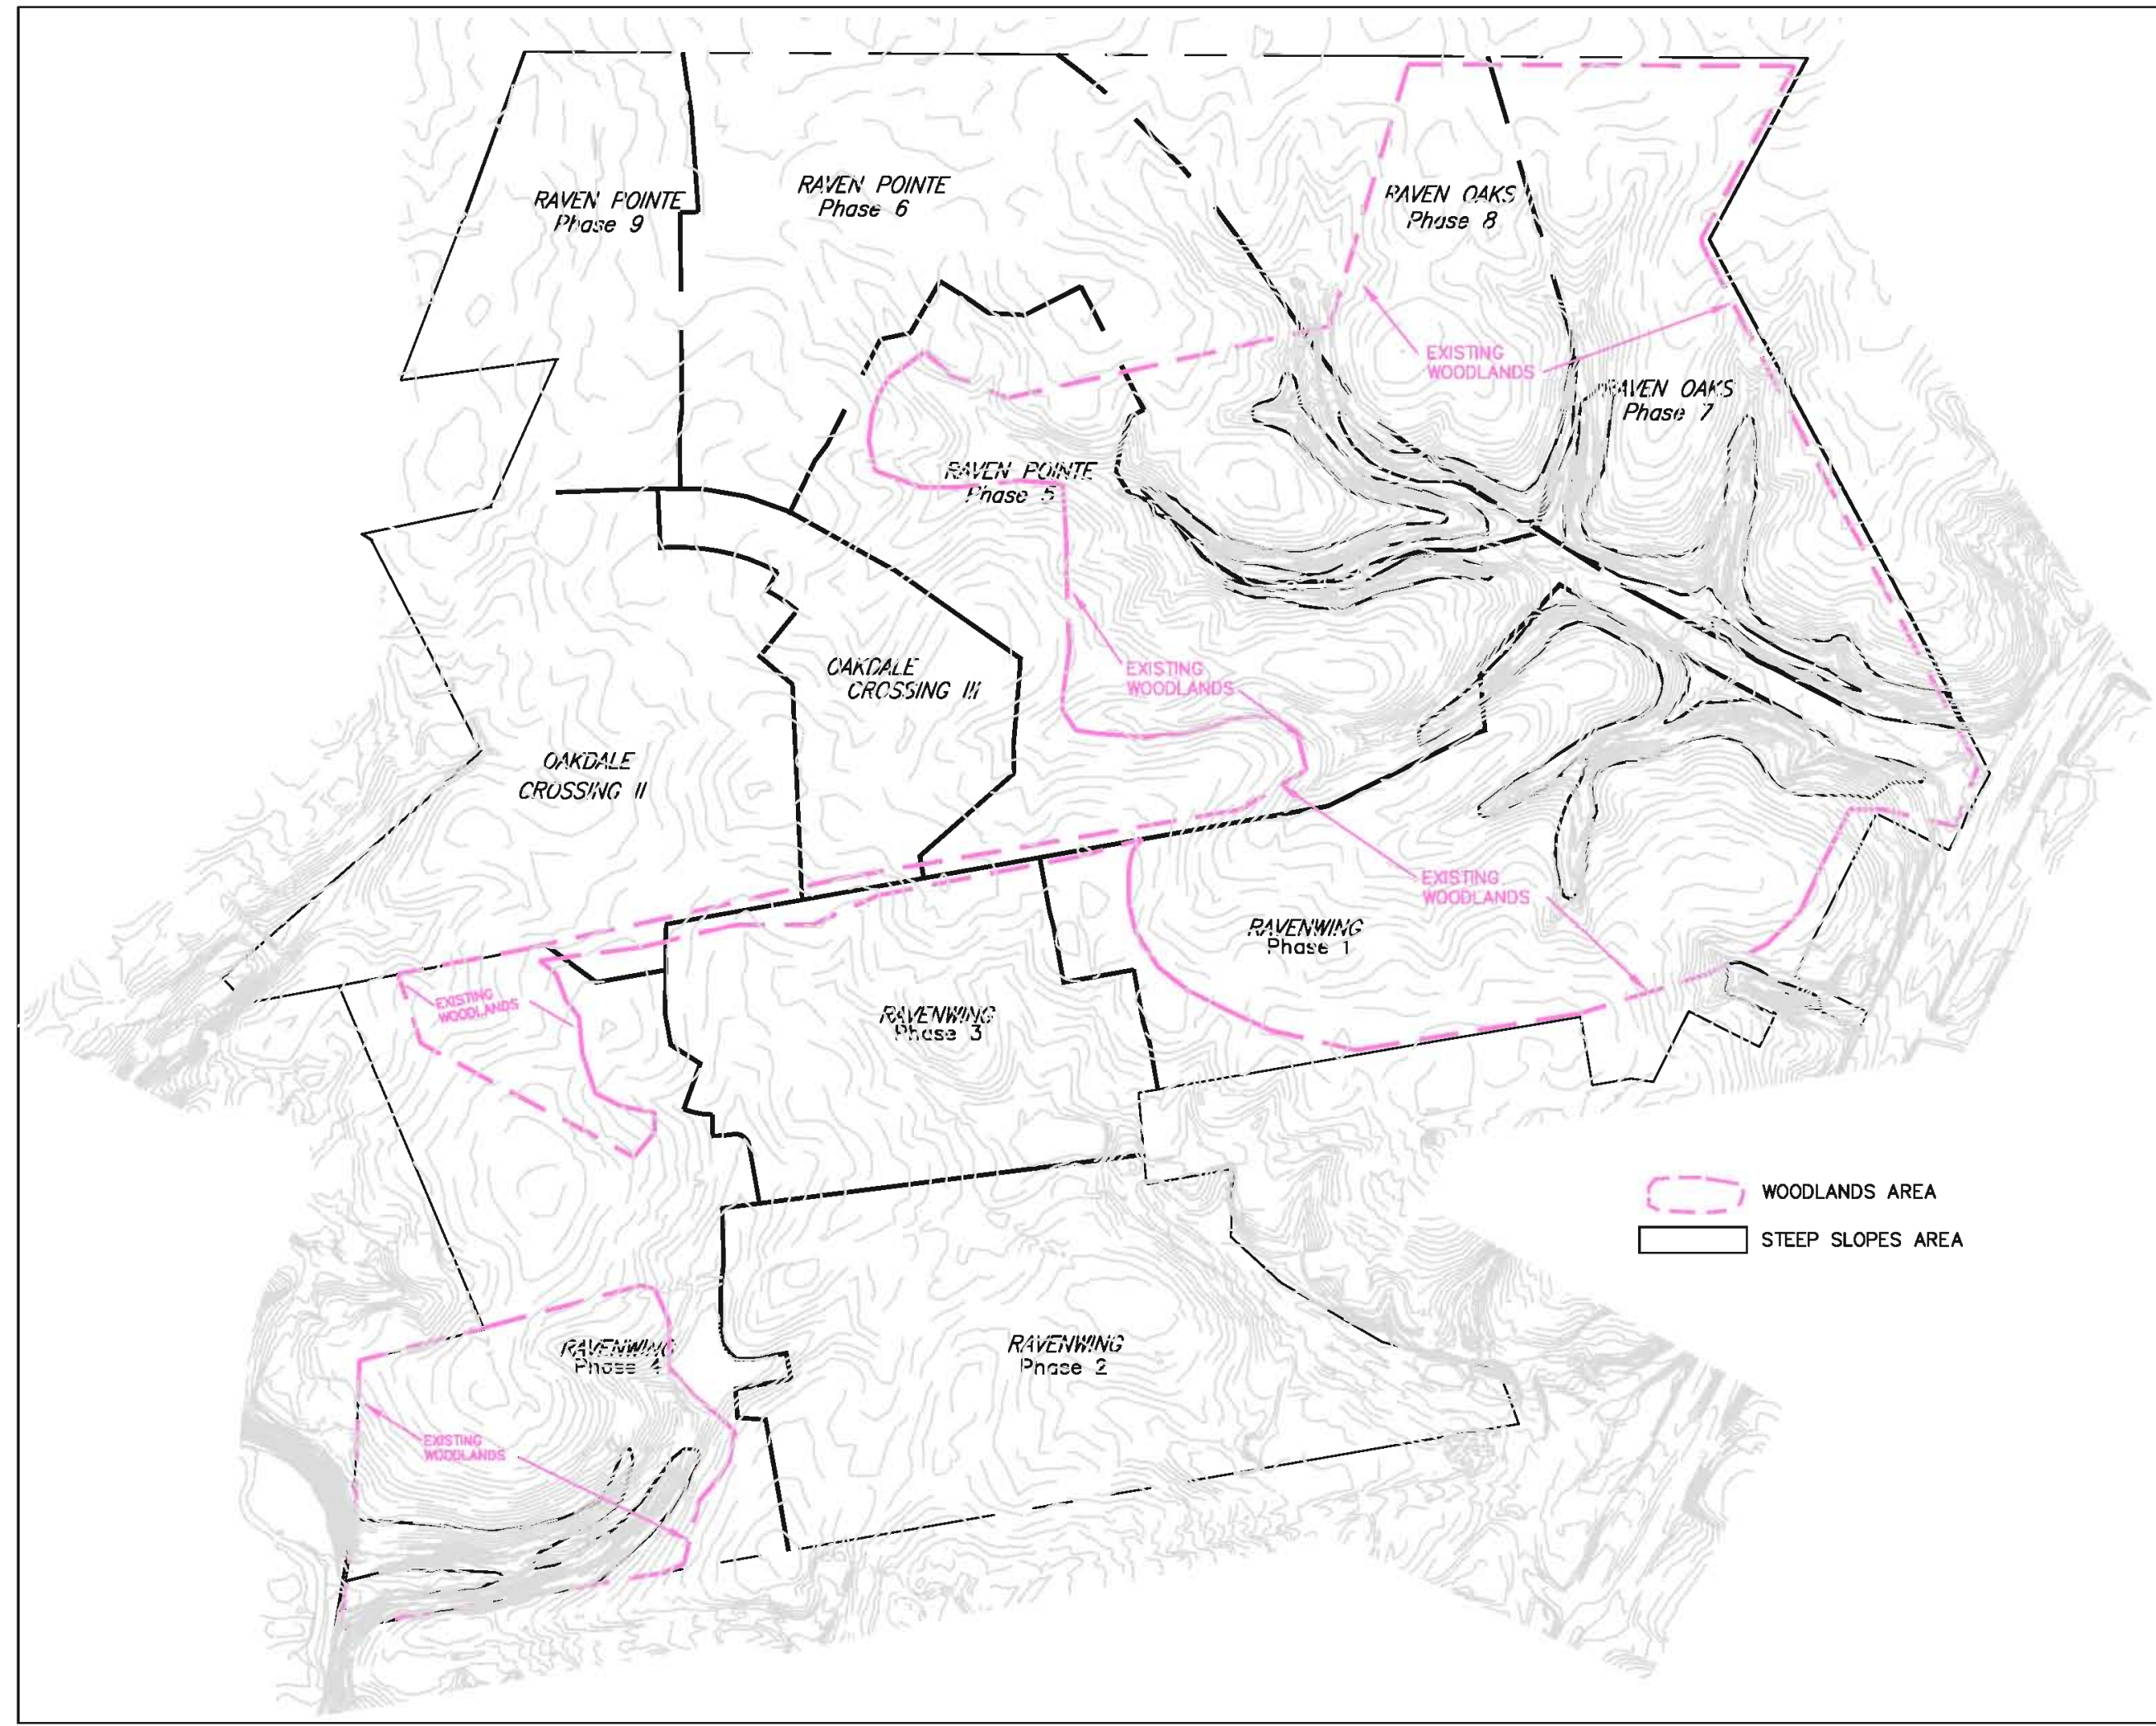 RAVEN POINTE
Phase 9
RAVEN POINTE
Phase 6
RAVEN OAKS
Phase 8
EXISTING
WOODLANDS
RAVEN OAKS
Phase 7
RAVEN POINTE
Phase 5
EXISTING
WOODLANDS
OAKDALE
CROSSING III
OAKDALE
CROSSING II
EXISTING
WOODLANDS
RAVENWING
Phase 1
EXISTING
WOODLANDS
RAVENWING
Phase 3
WOODLANDS AREA
STEEP SLOPES AREA
RAVENWING
Phase 4
RAVENWING
Phase 2
EXISTING
WOODLANDS